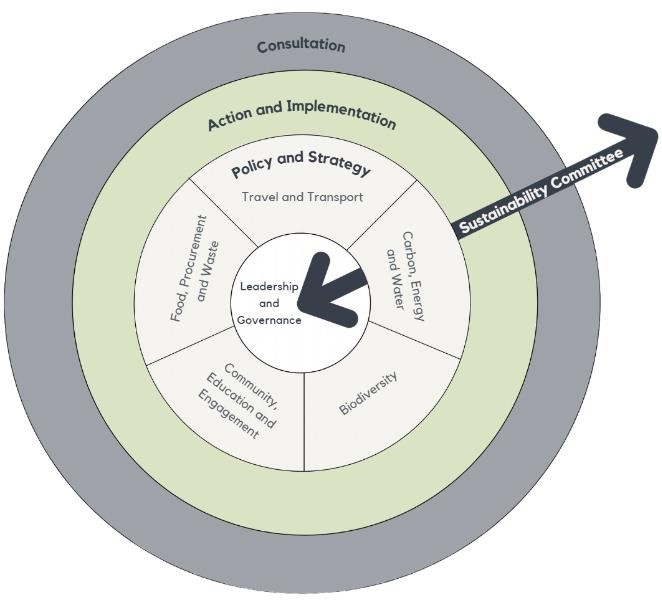 Consultation
Action and Implementation
Policy and Strategy
Travel and Transport
Sustainability Committee
Carbon, Energy
and Water
Food, Procurement
and Waste
Leadership
and
Governance
Community,
Education and
Engagement
Biodiversity